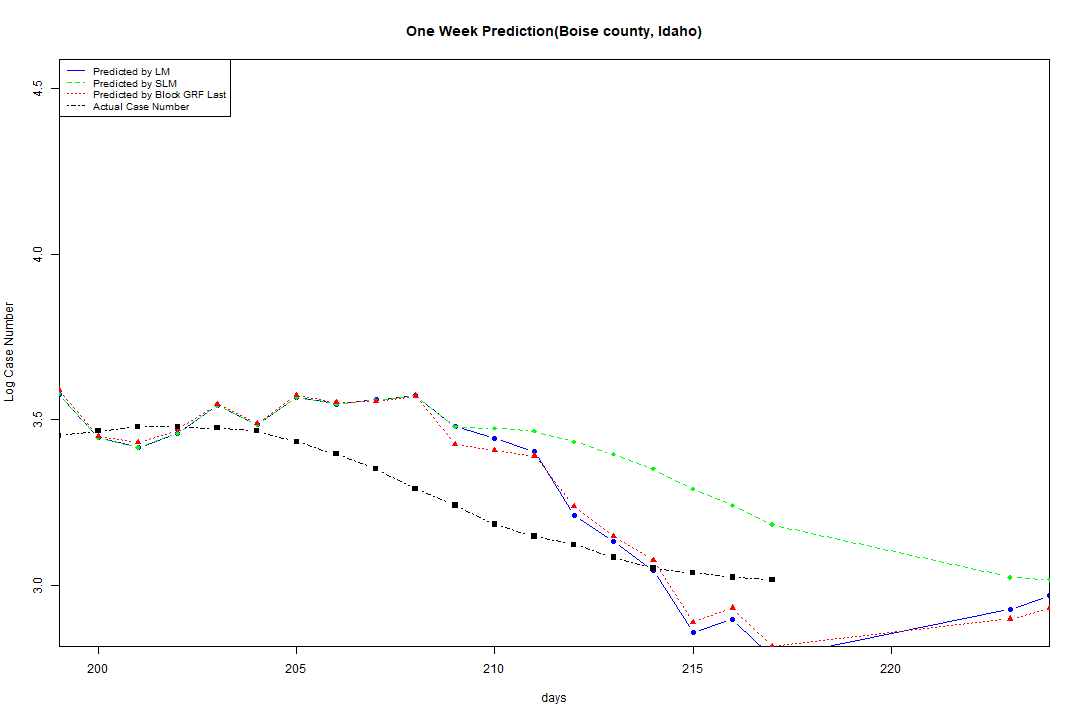 One Week Prediction(Boise county, Idaho)
Predicted by LM
Predicted by SLM
Predicted by Block GRF Last
Actual Case Number
4.5
4.0
3.5
3.0
Log Case Number
200 205 210 215 220
days